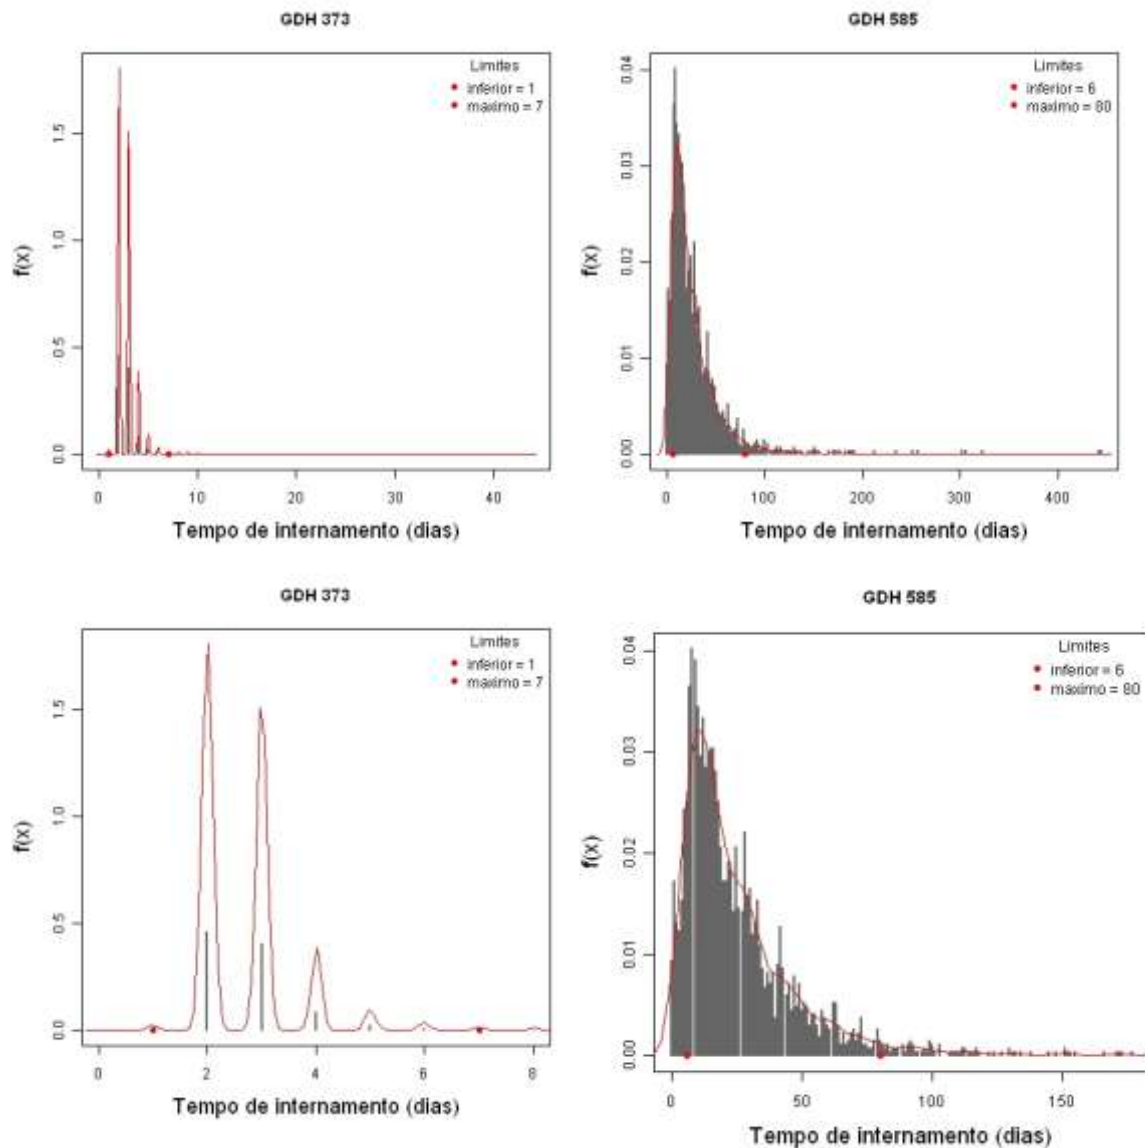 GDH 373
Limites
inferior = 1
maximo = 7
f(x)
0.0
0.5
1.0
1.5
0 10 20 30 40
Tempo de internamento (dias)
GDH 585
Limites
inferior = 6
maximo = 80
f(x)
0.00
0.01
0.02
0.03
0.04
0 100 200 300 400
Tempo de internamento (dias)
GDH 373
Limites
inferior = 1
maximo = 7
f(x)
0.0
0.5
1.0
1.5
0 2 4 6 8
Tempo de internamento (dias)
GDH 585
Limites
inferior = 6
maximo = 80
f(x)
0.00
0.01
0.02
0.03
0.04
0 50 100 150
Tempo de internamento (dias)